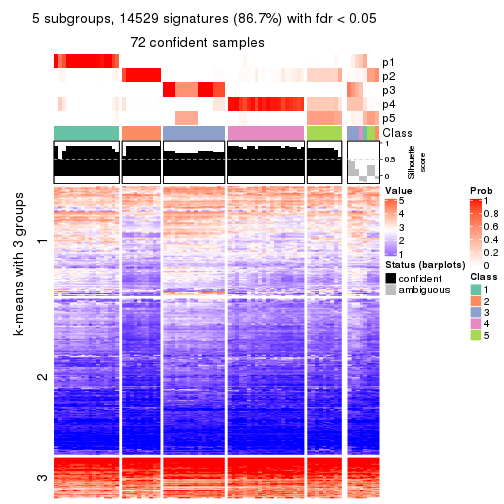 5 subgroups, 14529 signatures (86.7%) with fdr < 0.05
72 confident samples
p1
p2
p3
p4
p5
Class
1
0.5
0
Silhouette
score
k-means with 3 groups
1
2
3
Value
5
4
3
2
1
Status (barplots)
confident
ambiguous
Prob
1
0.8
0.6
0.4
0.2
0
Class
1
2
3
4
5